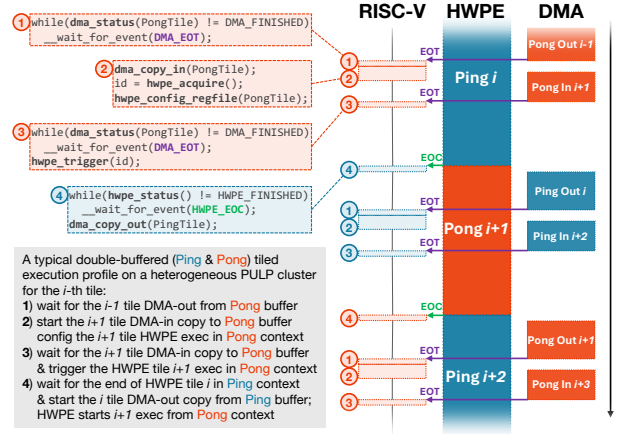 RISC-V HWPE DMA
1 while(dma_status(PongTile) != DMA_FINISHED)
__wait_for_event(DMA_EOT);
2 dma_copy_in(PongTile);
id = hwpe_acquire();
hwpe_config_regfile(PongTile);
3 while(dma_status(PongTile) != DMA_FINISHED)
__wait_for_event(DMA_EOT);
hwpe_trigger(id);
4 while(hwpe_status() != HWPE_FINISHED)
__wait_for_event(HWPE_EOC);
dma_copy_out(PingTile);
A typical double-buffered (Ping & Pong) tiled
execution profile on a heterogeneous PULP cluster
for the i-th tile:
1) wait for the i-1 tile DMA-out from Pong buffer
2) start the i+1 tile DMA-in copy to Pong buffer
config the i+1 tile HWPE exec in Pong context
3) wait for the i+1 tile DMA-in copy to Pong buffer
& trigger the HWPE tile i+1 exec in Pong context
4) wait for the end of HWPE tile i in Ping context
& start the i tile DMA-out copy from Ping buffer;
HWPE starts i+1 exec from Pong context
EOT
Pong Out i-1
1
2
Ping i
Pong In i+1
EOT
3
EOC
4
Ping Out i
EOT
1
2
Pong i+1
Ping In i+2
EOT
3
EOC
4
Pong Out i+1
EOT
1
2
Ping i+2
Pong In i+3
EOT
3